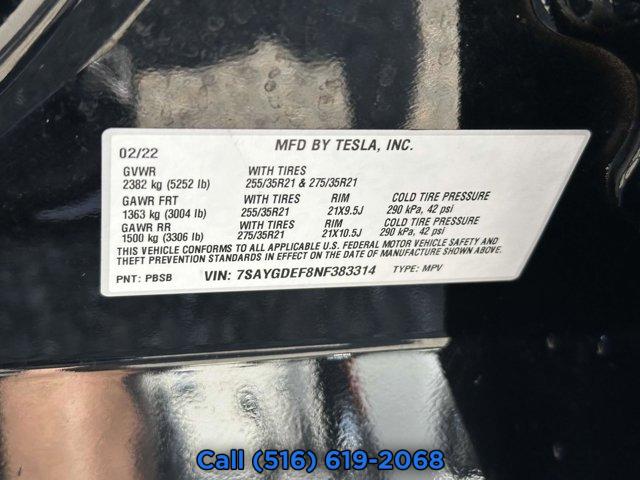 MFD BY TESLA, INC.
02/22
GVWR WITH TIRES
2382 kg (5252 lb) 255/35R21 & 275/35R21
GAWR FRT WITH TIRES RIM COLD TIRE PRESSURE
1363 kg (3004 lb) 255/35R21 21X9.5J 290 kPa, 42 psi
GAWR RR WITH TIRES RIM COLD TIRE PRESSURE
1500 kg (3306 lb) 275/35R21 21X10.5J 290 kPa, 42 psi
THIS VEHICLE CONFORMS TO ALL APPLICABLE U.S. FEDERAL MOTOR VEHICLE SAFETY AND
THEFT PREVENTION STANDARDS IN EFFECT ON THE DATE OF MANUFACTURE SHOWN ABOVE.
PNT: PBSB VIN: 7SAYGDEF8NF383314 TYPE: MPV
Call (516) 619-2068